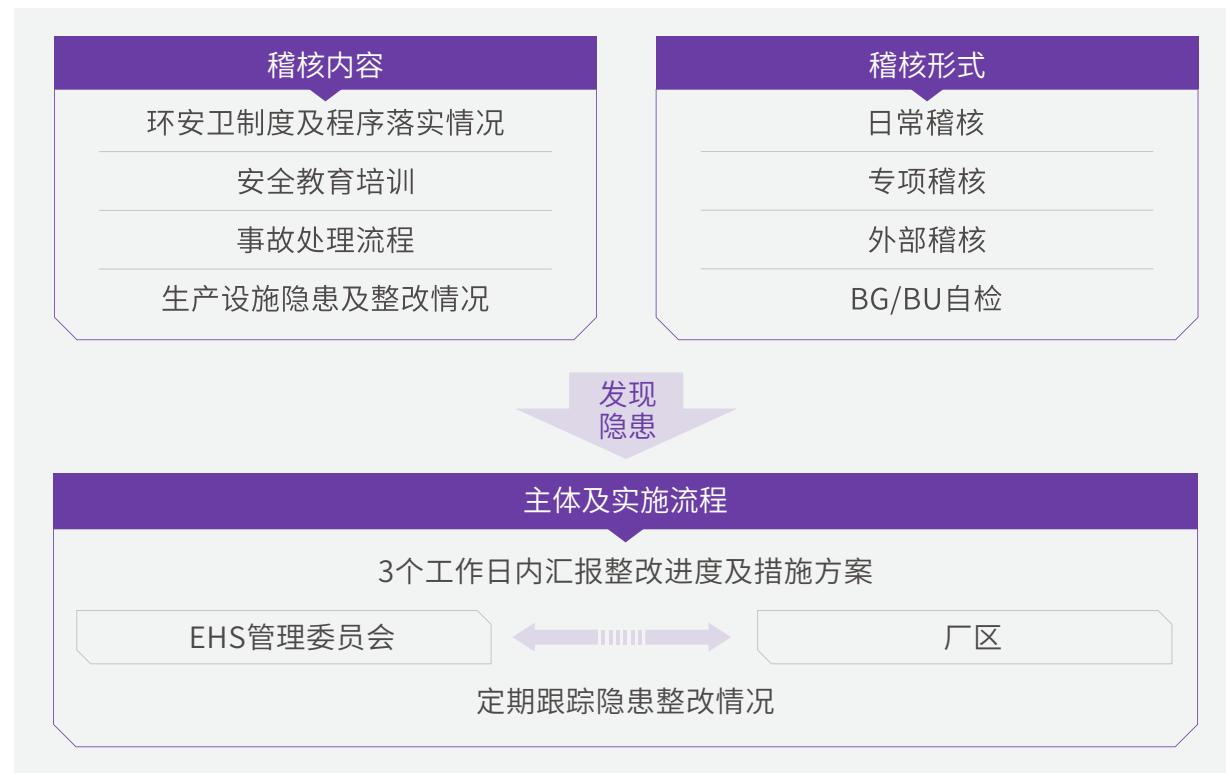 稽核内容
环安卫制度及程序落实情况
安全教育培训
事故处理流程
生产设施隐患及整改情况
稽核形式
日常稽核
专项稽核
外部稽核
BG/BU自检
发现
隐患
主体及实施流程
3个工作日内汇报整改进度及措施方案
EHS管理委员会
厂区
定期跟踪隐患整改情况